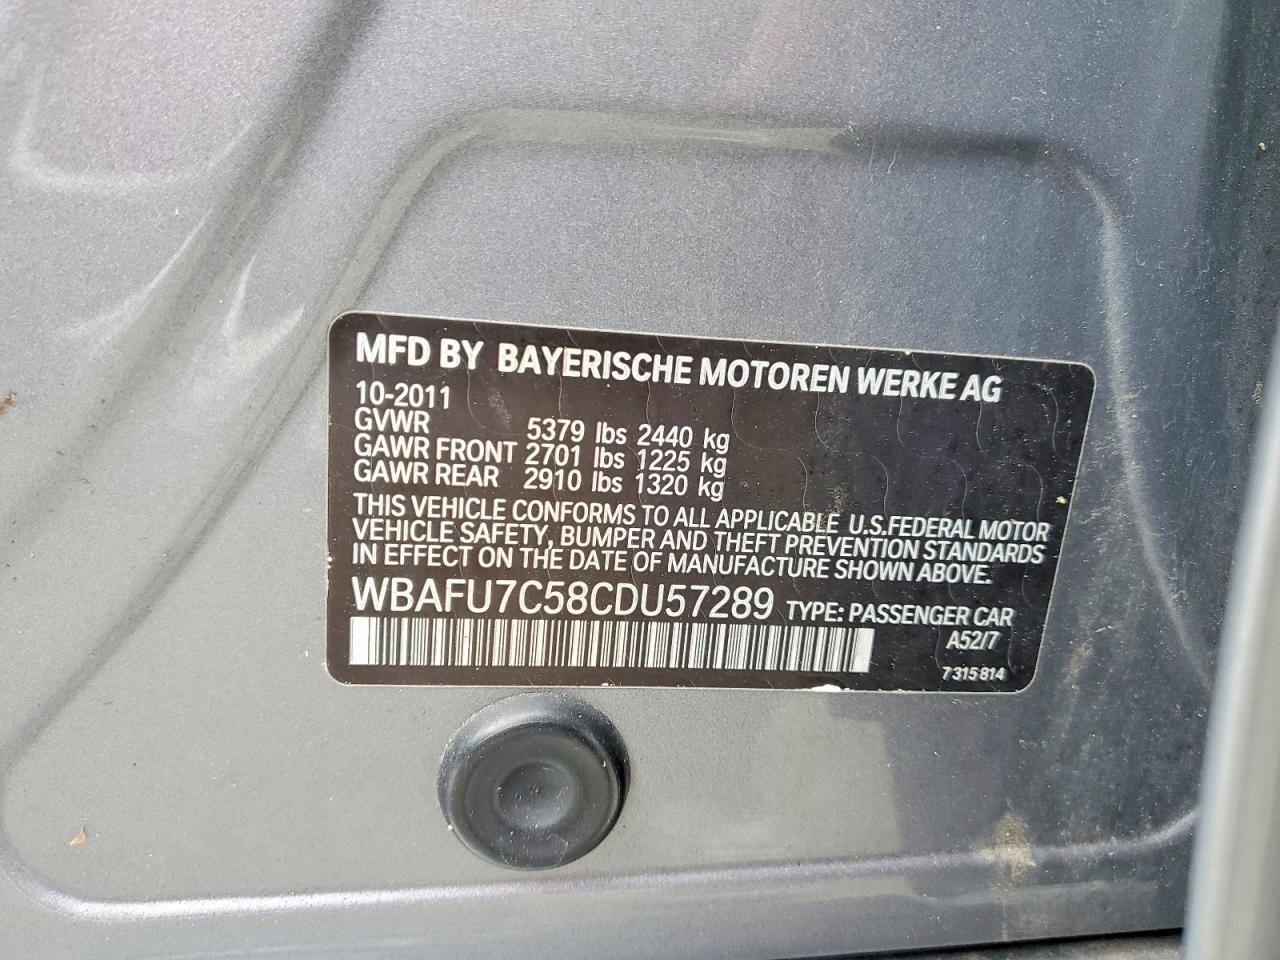 MFD BY BAYERISCHE MOTOREN WERKE AG
10-2011
GVWR 5379 lbs 2440 kg
GAWR FRONT 2701 lbs 1225 kg
GAWR REAR 2910 lbs 1320 kg
THIS VEHICLE CONFORMS TO ALL APPLICABLE U.S.FEDERAL MOTOR
VEHICLE SAFETY, BUMPER AND THEFT PREVENTION STANDARDS
IN EFFECT ON THE DATE OF MANUFACTURE SHOWN ABOVE.
WBAFU7C58CDU57289 TYPE: PASSENGER CAR
A52/7
7 315 814